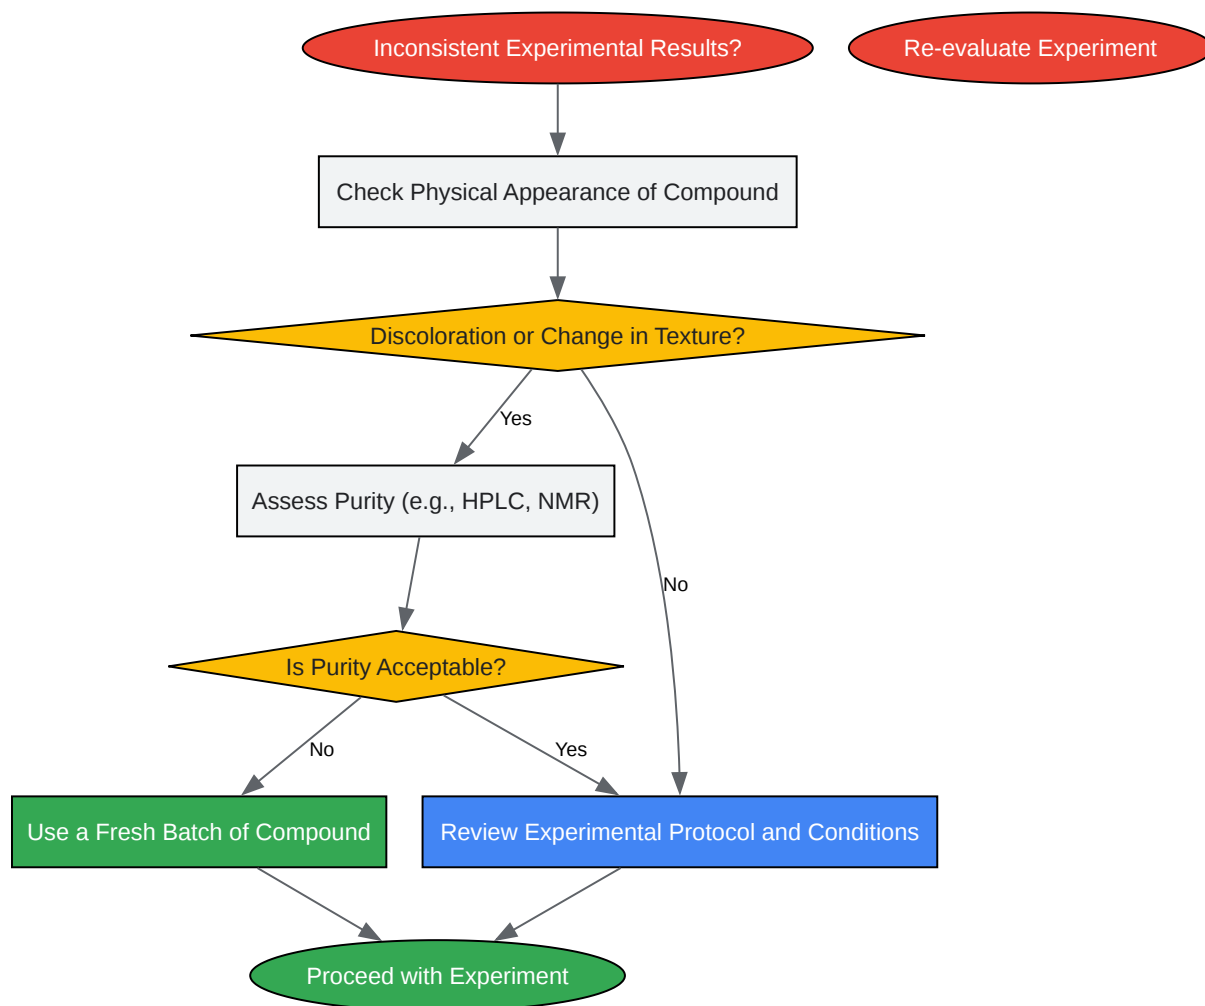 Inconsistent Experimental Results?
Re-evaluate Experiment
Check Physical Appearance of Compound
Discoloration or Change in Texture?
Yes
Assess Purity (e.g., HPLC, NMR)
No
Is Purity Acceptable?
No
Yes
Use a Fresh Batch of Compound
Review Experimental Protocol and Conditions
Proceed with Experiment